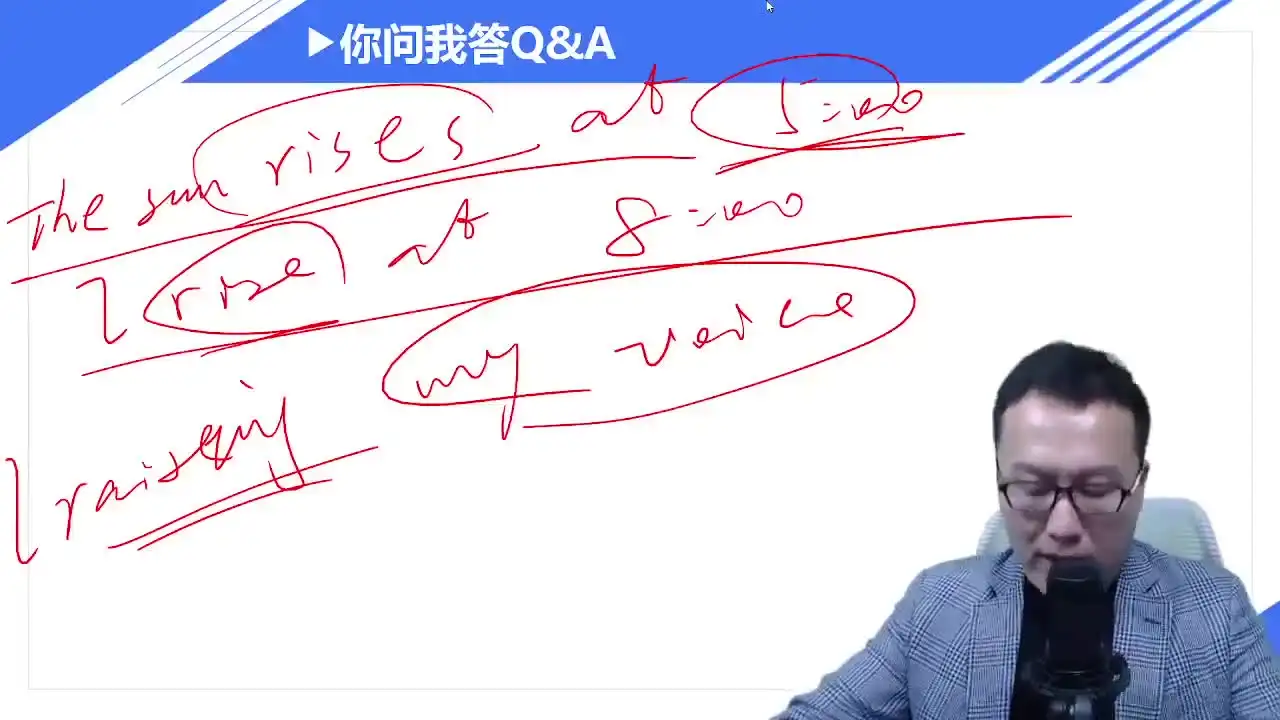 你问我答Q&A
The sun rises at 5:00
I rise at 8:00
I raising my voice